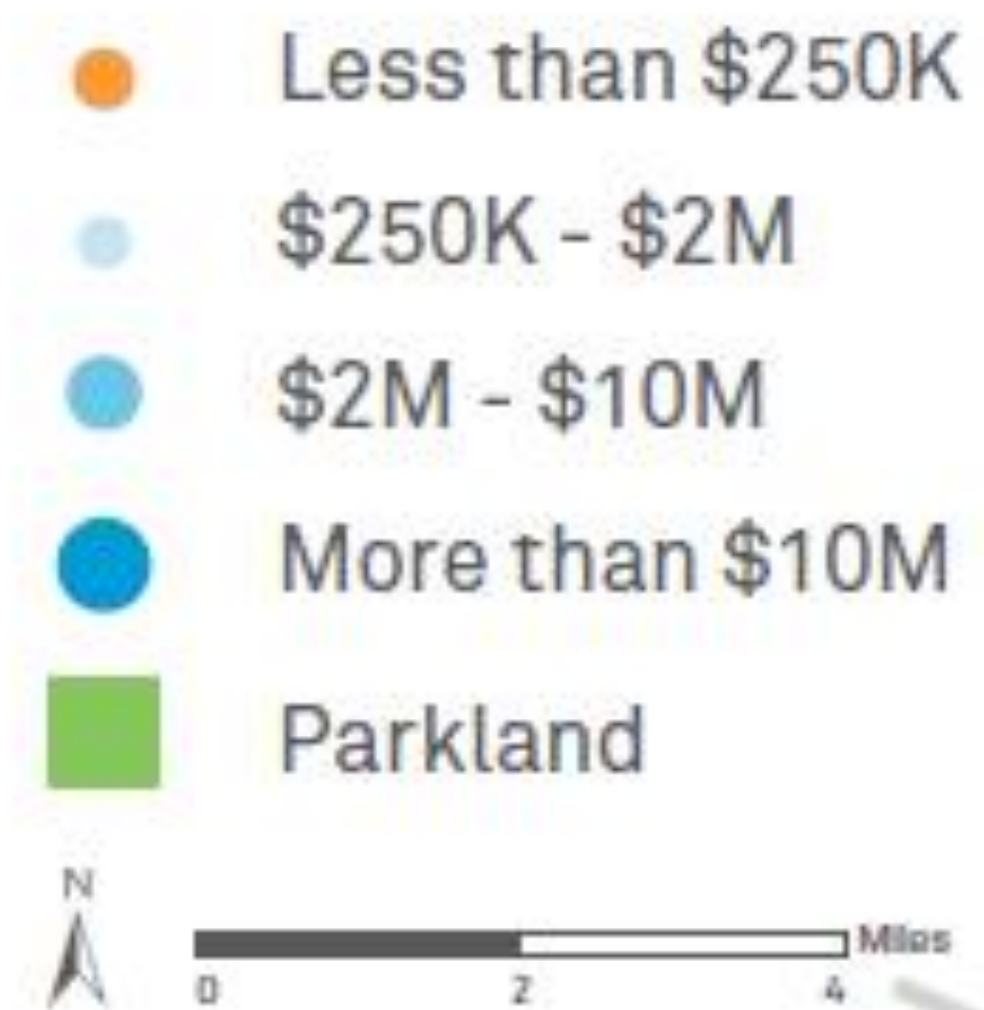 Less than $250K
$250K - $2M
$2M - $10M
More than $10M
Parkland
N
Miles
0 2 4